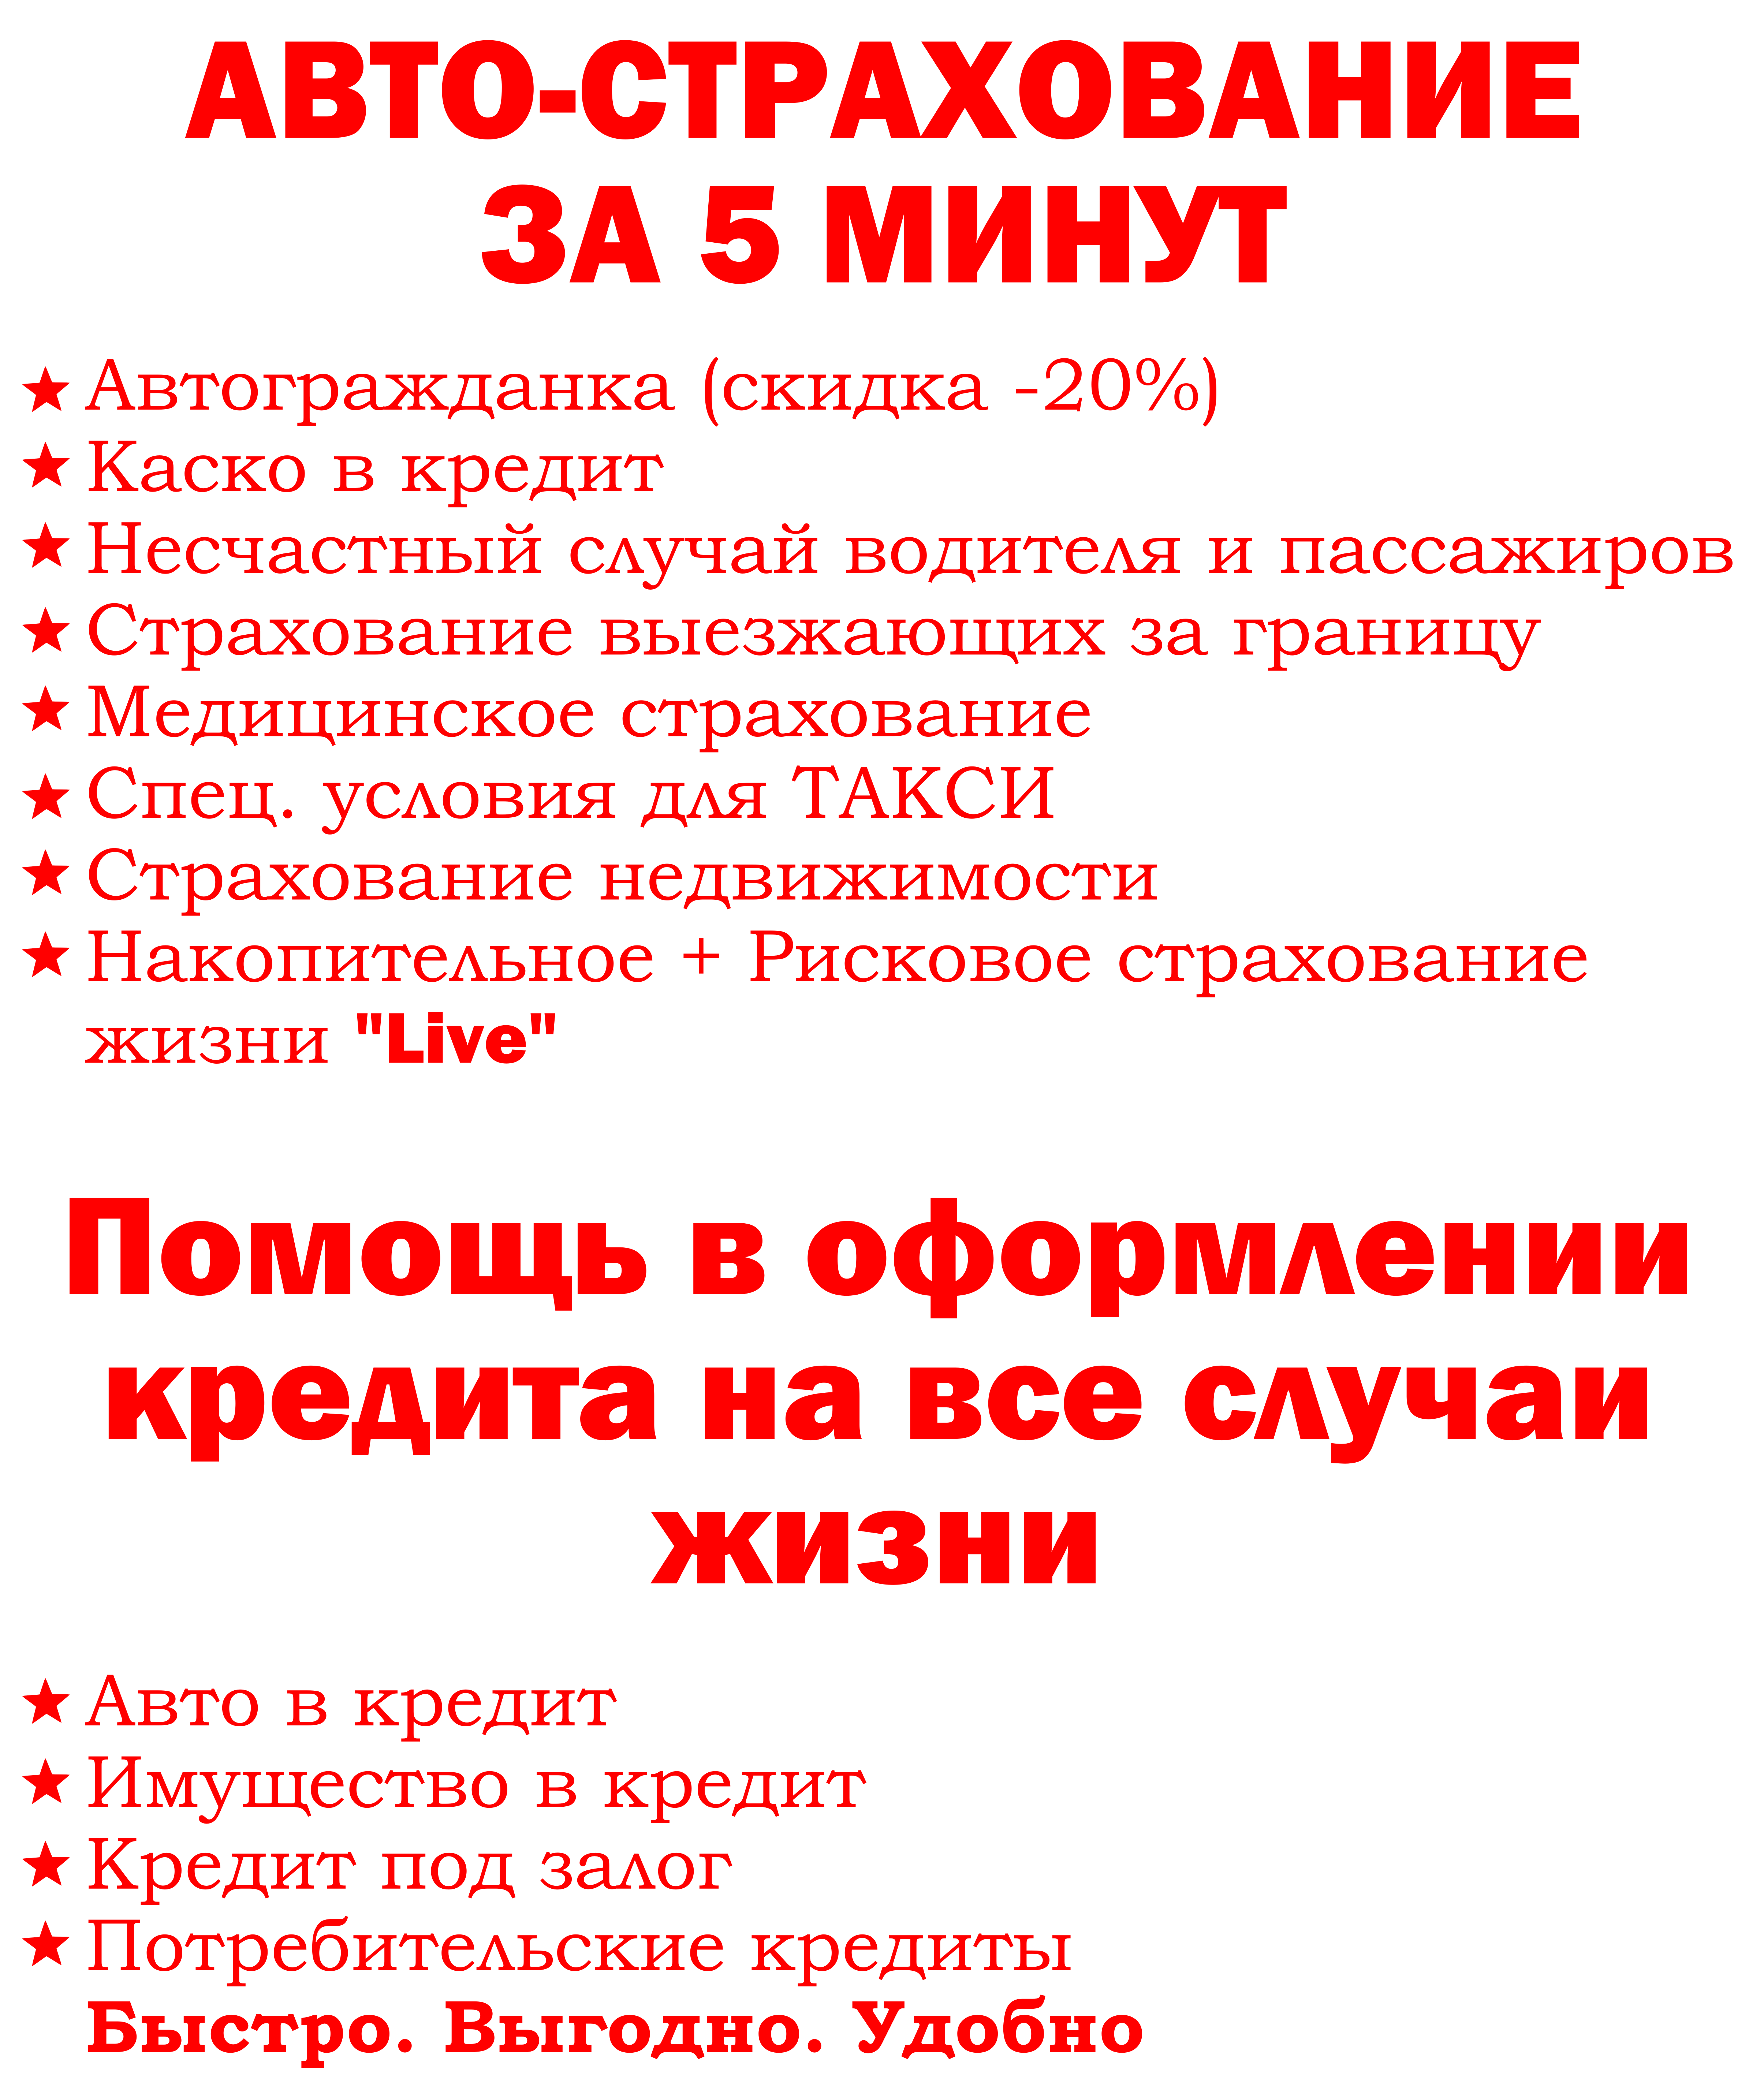 АВТО-СТРАХОВАНИЕ
ЗА 5 МИНУТ
★ Автогражданка (скидка -20%)
★ Каско в кредит
★ Несчастный случай водителя и пассажиров
★ Страхование выезжающих за границу
★ Медицинское страхование
★ Спец. условия для ТАКСИ
★ Страхование недвижимости
★ Накопительное + Рисковое страхование
жизни "Live"
Помощь в оформлении
кредита на все случаи
жизни
★ Авто в кредит
★ Имущество в кредит
★ Кредит под залог
★ Потребительские кредиты
Быстро. Выгодно. Удобно